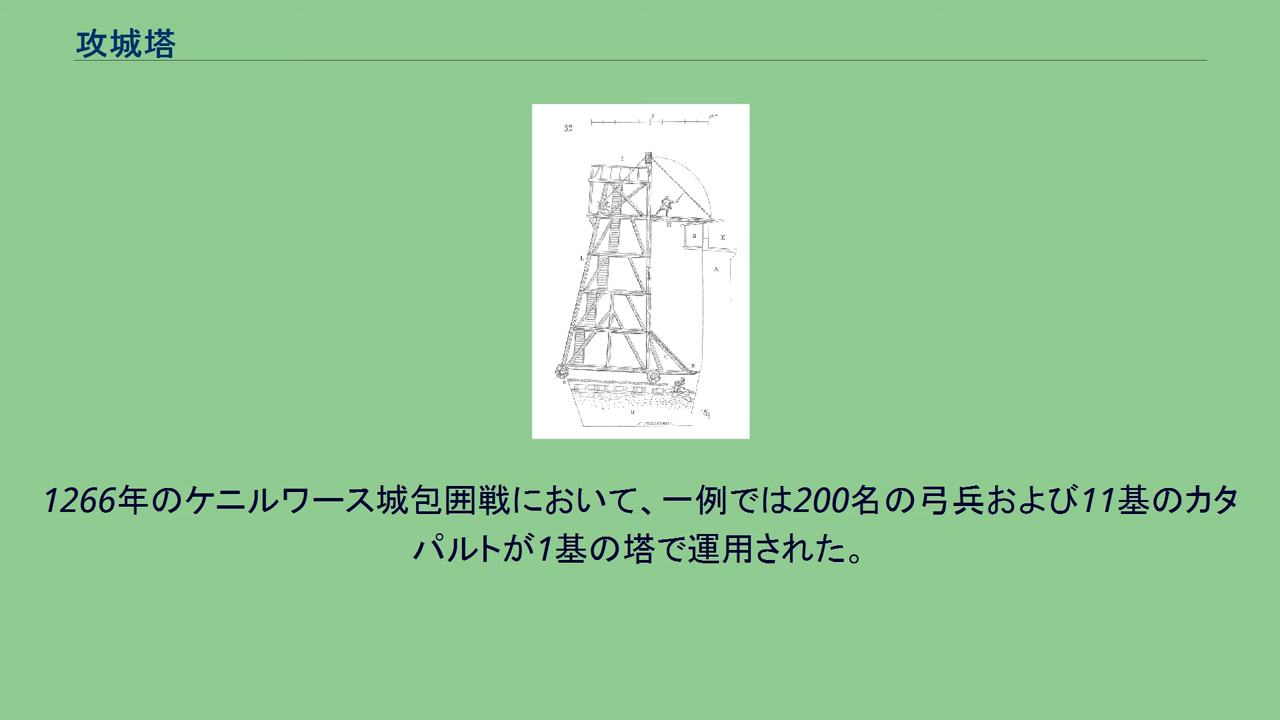 攻城塔
52
1266年のケニルワース城包囲戦において、一例では200名の弓兵および11基のカタ
パルトが1基の塔で運用された。